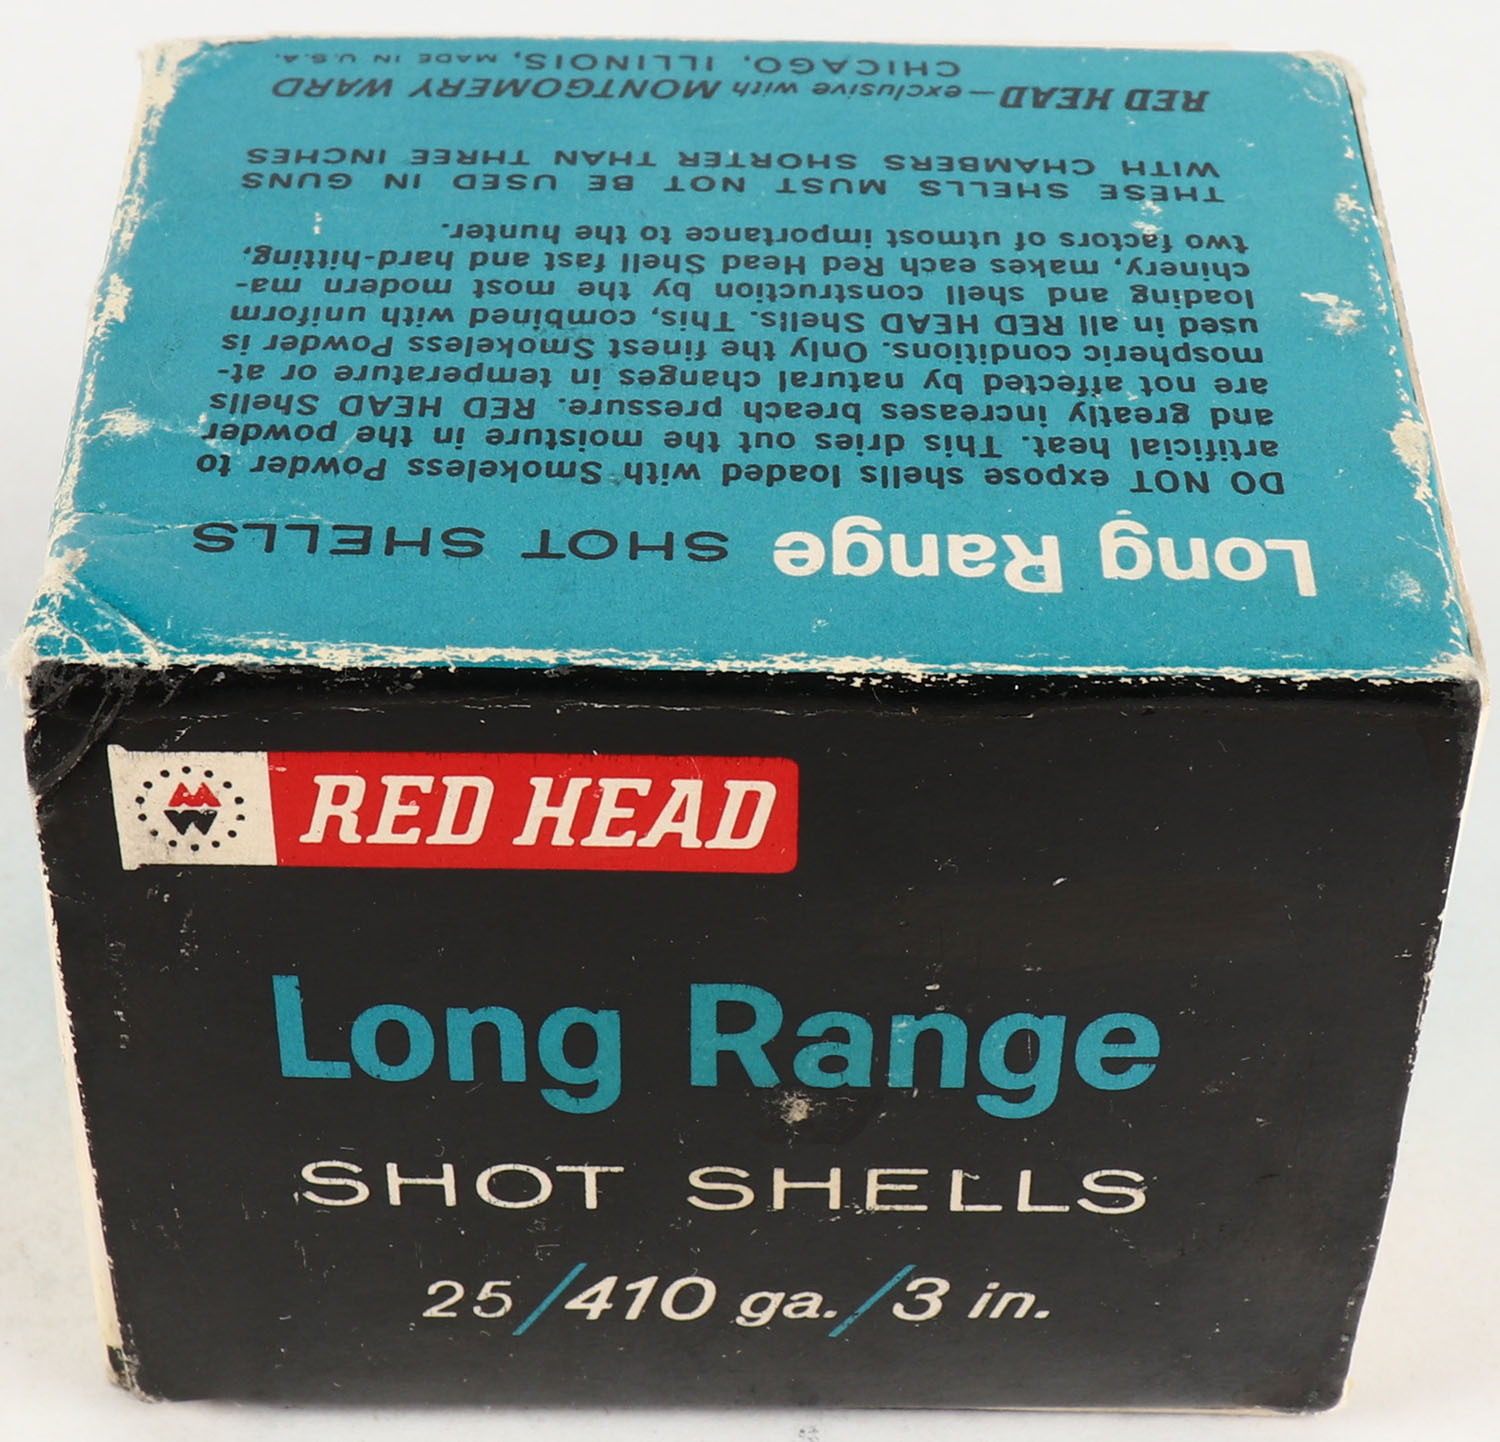 Long Range SHOT SHELLS
DO NOT expose shells loaded with Smokeless Powder to
artificial heat. This dries out the moisture in the powder
and greatly increases breach pressure. RED HEAD Shells
are not affected by natural changes in temperature or at-
mospheric conditions. Only the finest Smokeless Powder is
used in all RED HEAD Shells. This, combined with uniform
loading and shell construction by the most modern ma-
chinery, makes each Red Head Shell fast and hard-hitting,
two factors of utmost importance to the hunter.
THESE SHELLS MUST NOT BE USED IN GUNS
WITH CHAMBERS SHORTER THAN THREE INCHES
RED HEAD—exclusive with MONTGOMERY WARD
CHICAGO, ILLINOIS, MADE IN U.S.A.
MW
RED HEAD
Long Range
SHOT SHELLS
25/410 ga./3 in.